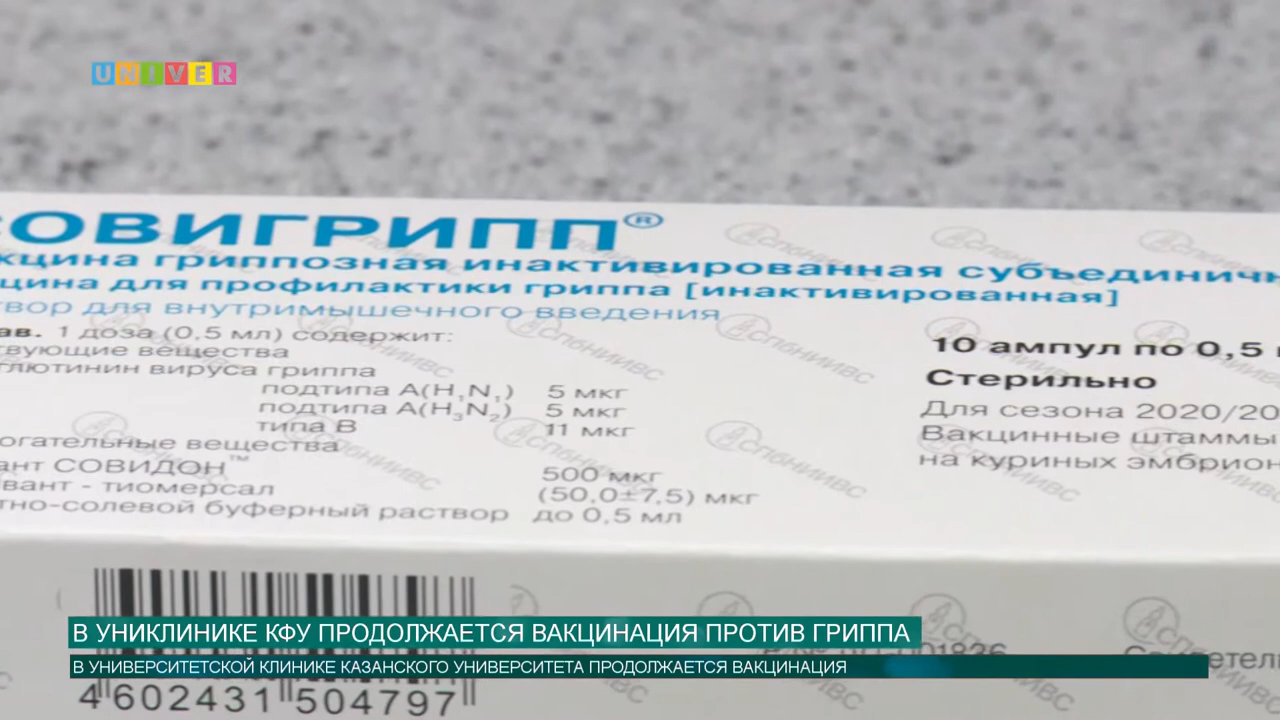 UNIVER
СОВИГРИПП®
кцина гриппозная инактивированная субъединичн
цина для профилактики гриппа [инактивированная]
твор для внутримышечного введения
ав. 1 доза (0,5 мл) содержит:
твующие вещества
глютинин вируса гриппа
подтипа А(H₁N₁) 5 мкг
подтипа А(H₃N₂) 5 мкг
типа В 11 мкг
огательные вещества
ант СОВИДОН™ 500 мкг
вант - тиомерсал (50,0±7,5) мкг
тно-солевой буферный раствор до 0,5 мл
10 ампул по 0,5
Стерильно
Для сезона 2020/20
Вакцинные штаммы
на куриных эмбрион
СПбНИИВС
В УНИКЛИНИКЕ КФУ ПРОДОЛЖАЕТСЯ ВАКЦИНАЦИЯ ПРОТИВ ГРИППА
В УНИВЕРСИТЕТСКОЙ КЛИНИКЕ КАЗАНСКОГО УНИВЕРСИТЕТА ПРОДОЛЖАЕТСЯ ВАКЦИНАЦИЯ
4 602431 504797